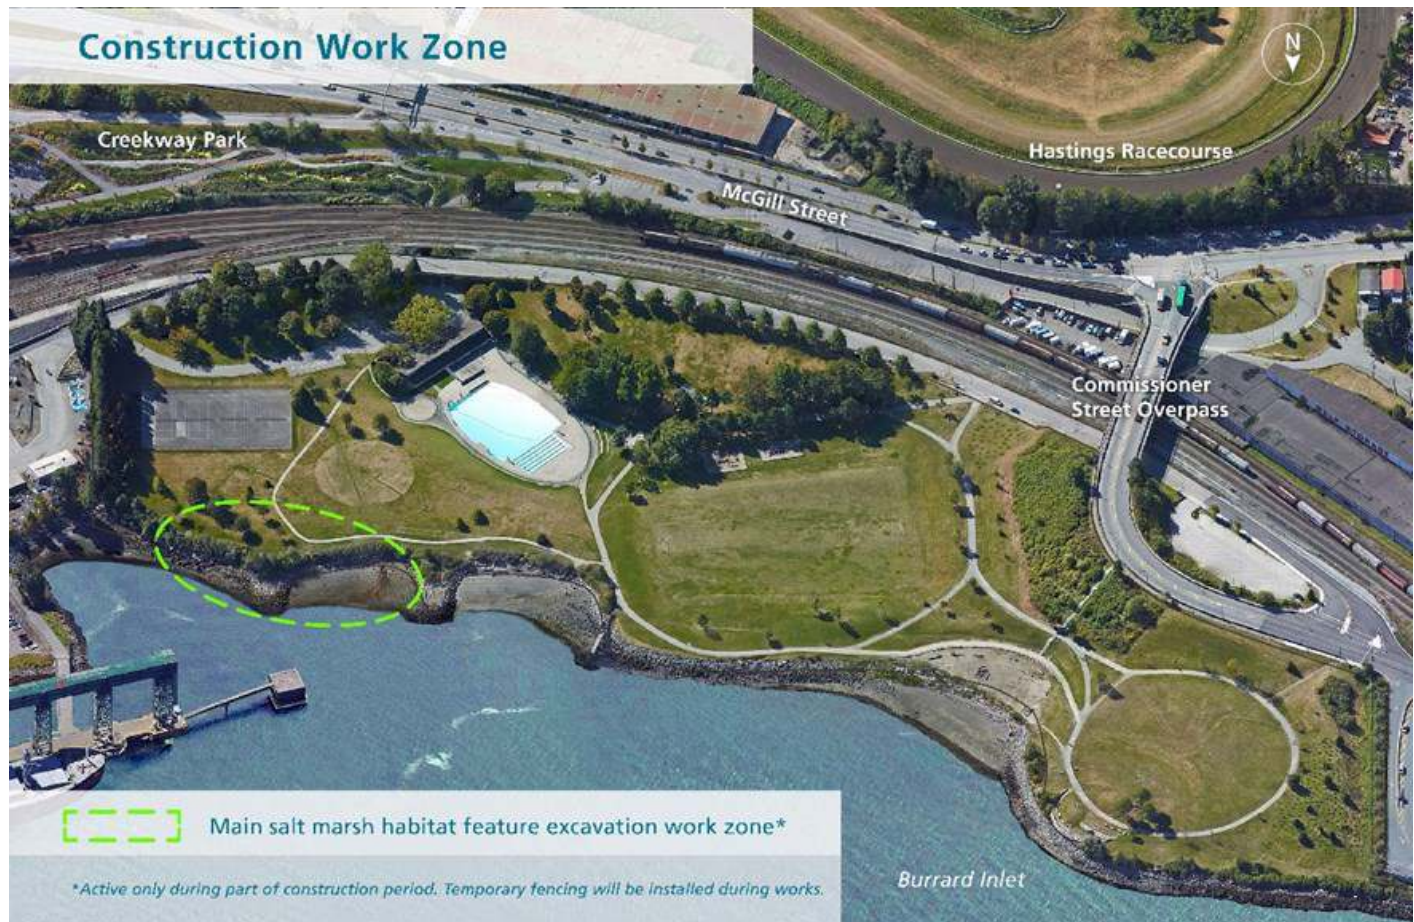 Construction Work Zone
N
Creekway Park
Hastings Racecourse
McGill Street
Commissioner
Street Overpass
Main salt marsh habitat feature excavation work zone*
*Active only during part of construction period. Temporary fencing will be installed during works.
Burrard Inlet